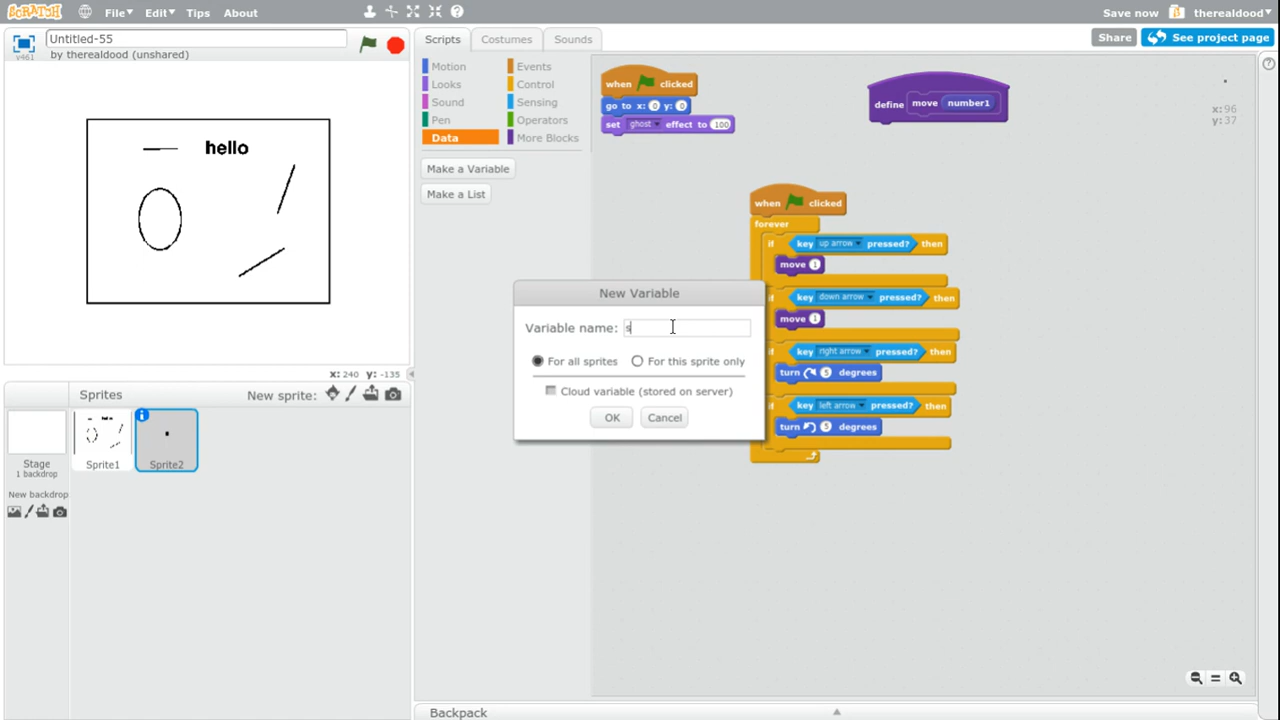 SCRATCH
File▾ Edit▾ Tips About
Save now therealdood▾
v461
Untitled-55
by therealdood (unshared)
Scripts Costumes Sounds
Share See project page
hello
Motion Events
Looks Control
Sound Sensing
Pen Operators
Data More Blocks
Make a Variable
Make a List
when clicked
go to x: 0 y: 0
set ghost effect to 100
define move number1
x: 96
y: 37
when clicked
forever
if key up arrow pressed? then
move 1
if key down arrow pressed? then
move 1
if key right arrow pressed? then
turn 5 degrees
if key left arrow pressed? then
turn 5 degrees
New Variable
Variable name: s
For all sprites For this sprite only
Cloud variable (stored on server)
OK Cancel
x: 240 y: -135
Sprites New sprite:
Stage
1 backdrop
New backdrop
Sprite1
Sprite2
Backpack